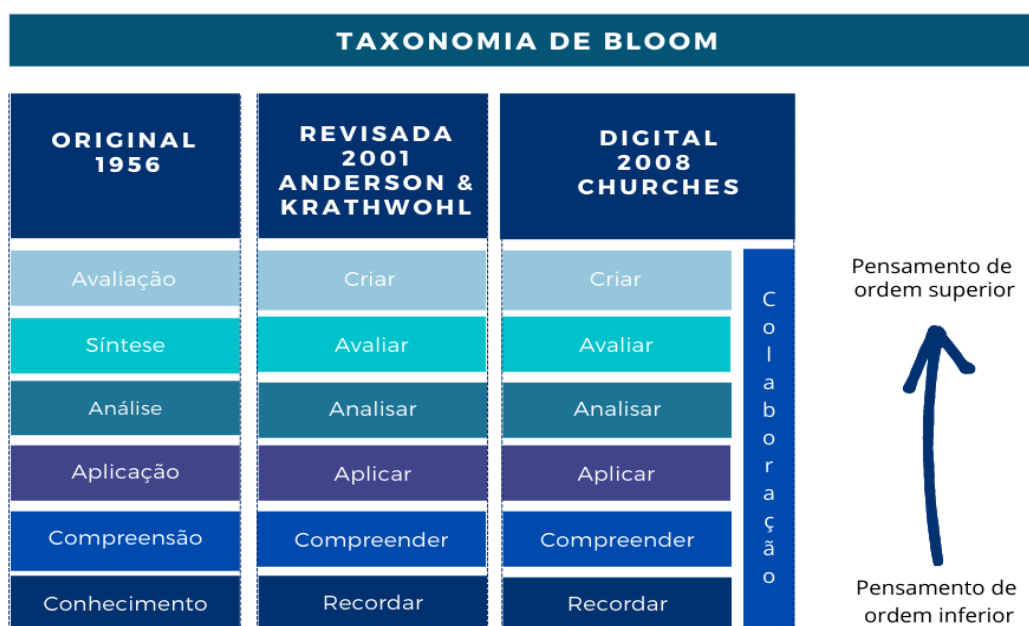 TAXONOMIA DE BLOOM
ORIGINAL
1956
REVISADA
2001
ANDERSON &
KRATHWOHL
DIGITAL
2008
CHURCHES
Avaliação
Síntese
Análise
Aplicação
Compreensão
Conhecimento
Criar
Avaliar
Analisar
Aplicar
Compreender
Recordar
Criar
Avaliar
Analisar
Aplicar
Compreender
Recordar
Colaboração
Pensamento de
ordem superior
Pensamento de
ordem inferior